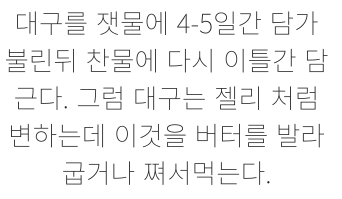 대구를 잿물에 4-5일간 담가
불린뒤 찬물에 다시 이틀간 담
근다. 그럼 대구는 젤리 처럼
변하는데 이것을 버터를 발라
굽거나 쪄서먹는다.